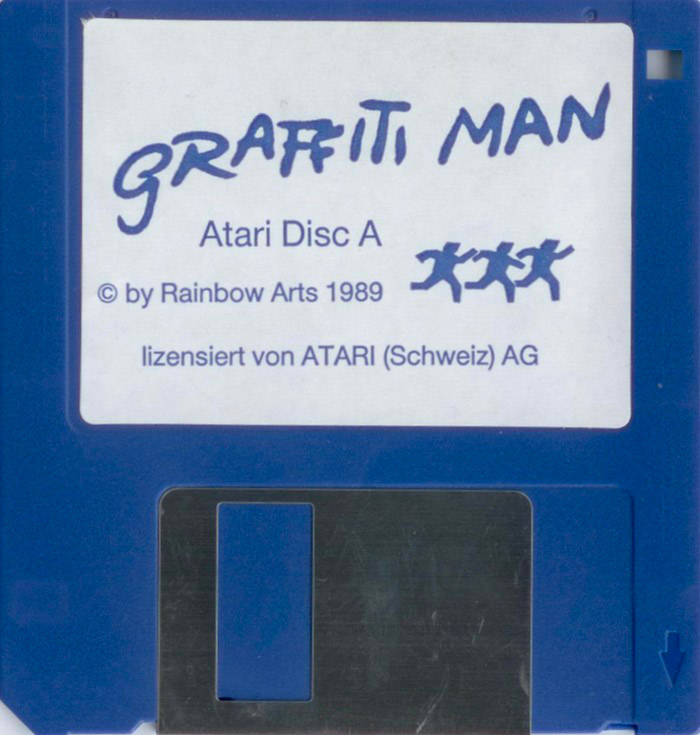 GRAFFITI MAN
Atari Disc A
© by Rainbow Arts 1989
lizensiert von ATARI (Schweiz) AG